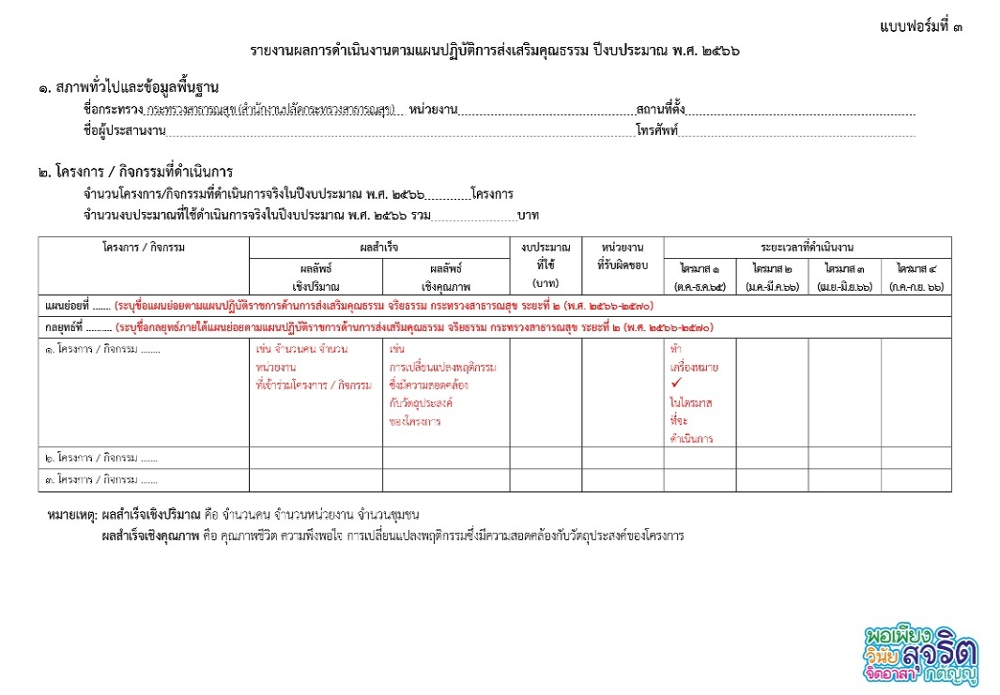 แบบฟอร์มที่ ๓
รายงานผลการดำเนินงานตามแผนปฏิบัติการส่งเสริมคุณธรรม ปีงบประมาณ พ.ศ. ๒๕๖๖
๑. สภาพทั่วไปและข้อมูลพื้นฐาน
ชื่อกระทรวง กระทรวงสาธารณสุข (สำนักงานปลัดกระทรวงสาธารณสุข) หน่วยงาน สถานที่ตั้ง
ชื่อผู้ประสานงาน โทรศัพท์
๒. โครงการ / กิจกรรมที่ดำเนินการ
จำนวนโครงการ/กิจกรรมที่ดำเนินการจริงในปีงบประมาณ พ.ศ. ๒๕๖๖ โครงการ
จำนวนงบประมาณที่ใช้ดำเนินการจริงในปีงบประมาณ พ.ศ. ๒๕๖๖ รวม บาท
โครงการ / กิจกรรม
ผลสำเร็จ
ผลลัพธ์
เชิงปริมาณ
ผลลัพธ์
เชิงคุณภาพ
งบประมาณ
ที่ใช้
(บาท)
หน่วยงาน
ที่รับผิดชอบ
ระยะเวลาที่ดำเนินงาน
ไตรมาส ๑
(ต.ค-ธ.ค.๖๕)
ไตรมาส ๒
(ม.ค-มี.ค.๖๖)
ไตรมาส ๓
(เม.ย-มิ.ย.๖๖)
ไตรมาส ๔
(ก.ค-ก.ย. ๖๖)
แผนย่อยที่ ....... (ระบุชื่อแผนย่อยตามแผนปฏิบัติราชการด้านการส่งเสริมคุณธรรม จริยธรรม กระทรวงสาธารณสุข ระยะที่ ๒ (พ.ศ. ๒๕๖๖-๒๕๗๐)
กลยุทธ์ที่ .......... (ระบุชื่อกลยุทธ์ภายใต้แผนย่อยตามแผนปฏิบัติราชการด้านการส่งเสริมคุณธรรม จริยธรรม กระทรวงสาธารณสุข ระยะที่ ๒ (พ.ศ. ๒๕๖๖-๒๕๗๐)
๑. โครงการ / กิจกรรม ........
เช่น จำนวนคน จำนวน
หน่วยงาน
ที่เข้าร่วมโครงการ / กิจกรรม
เช่น
การเปลี่ยนแปลงพฤติกรรม
ซึ่งมีความสอดคล้อง
กับวัตถุประสงค์
ของโครงการ
ทำ
เครื่องหมาย
✓
ในไตรมาส
ที่จะ
ดำเนินการ
๒. โครงการ / กิจกรรม .......
๓. โครงการ / กิจกรรม .......
หมายเหตุ: ผลสำเร็จเชิงปริมาณ คือ จำนวนคน จำนวนหน่วยงาน จำนวนชุมชน
ผลสำเร็จเชิงคุณภาพ คือ คุณภาพชีวิต ความพึงพอใจ การเปลี่ยนแปลงพฤติกรรมซึ่งมีความสอดคล้องกับวัตถุประสงค์ของโครงการ
พอเพียง
วินัย สุจริต
จิตอาสา กตัญญู